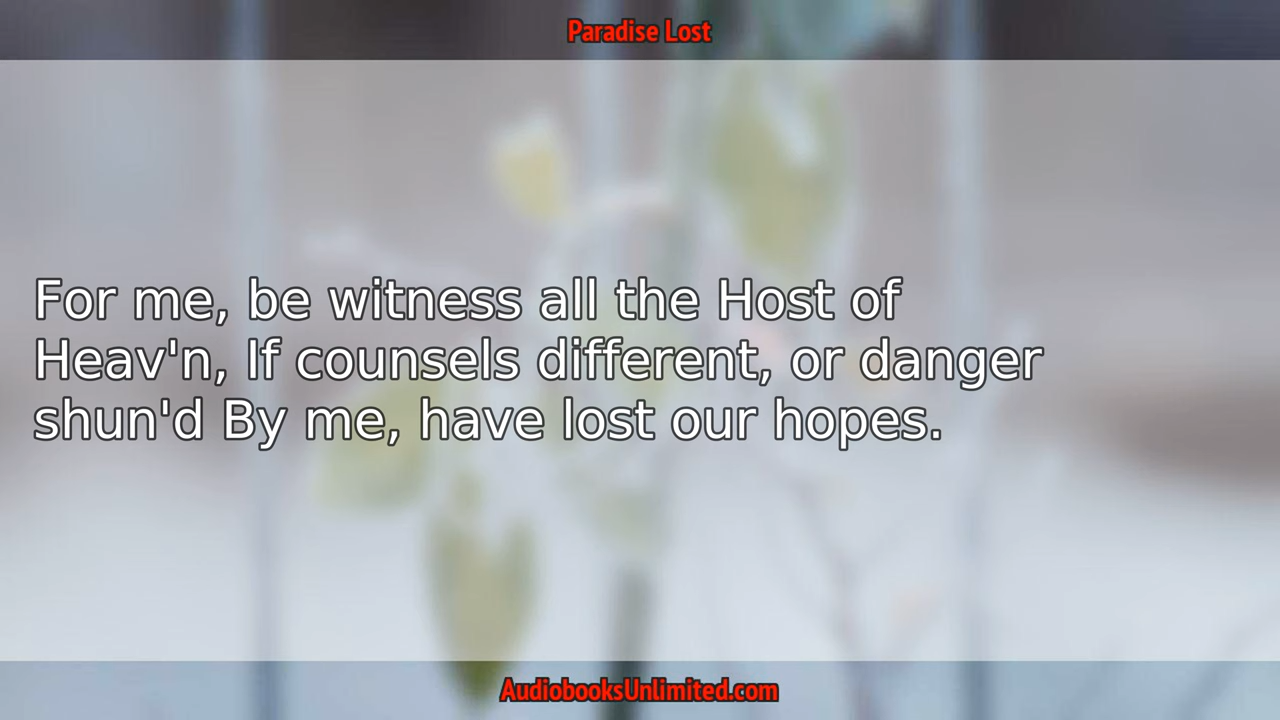 Paradise Lost
For me, be witness all the Host of
Heav'n, If counsels different, or danger
shun'd By me, have lost our hopes.
AudiobooksUnlimited.com